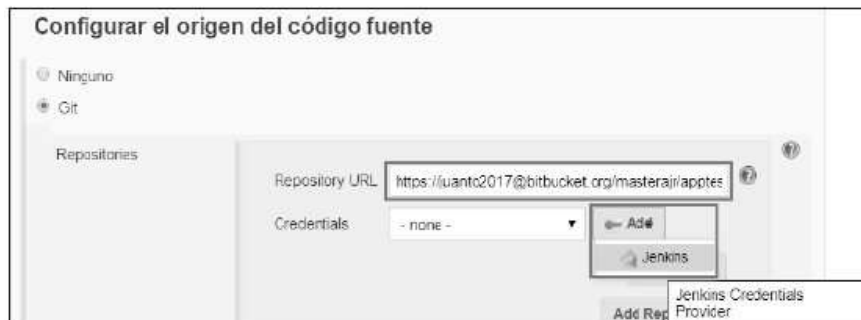 Configurar el origen del código fuente
Ninguno
Git
Repositories
Repository URL https://juanto2017@bitbucket.org/masterajr/apptes
Credentials - none - Add
Jenkins
Jenkins Credentials
Provider
Add Rep